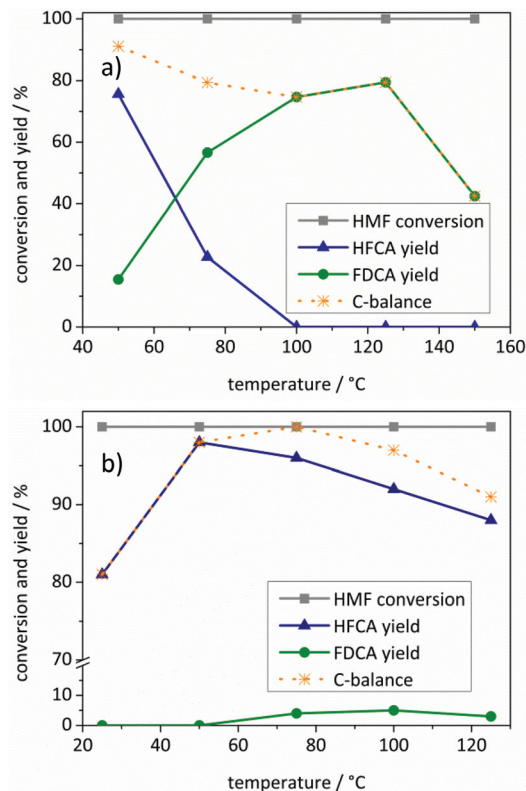 100
a)
80
60
40
20
0
conversion and yield / %
HMF conversion
HFCA yield
FDCA yield
C-balance
40 60 80 100 120 140 160
temperature / °C
100
b)
90
80
70
10
5
0
conversion and yield / %
HMF conversion
HFCA yield
FDCA yield
C-balance
20 40 60 80 100 120
temperature / °C